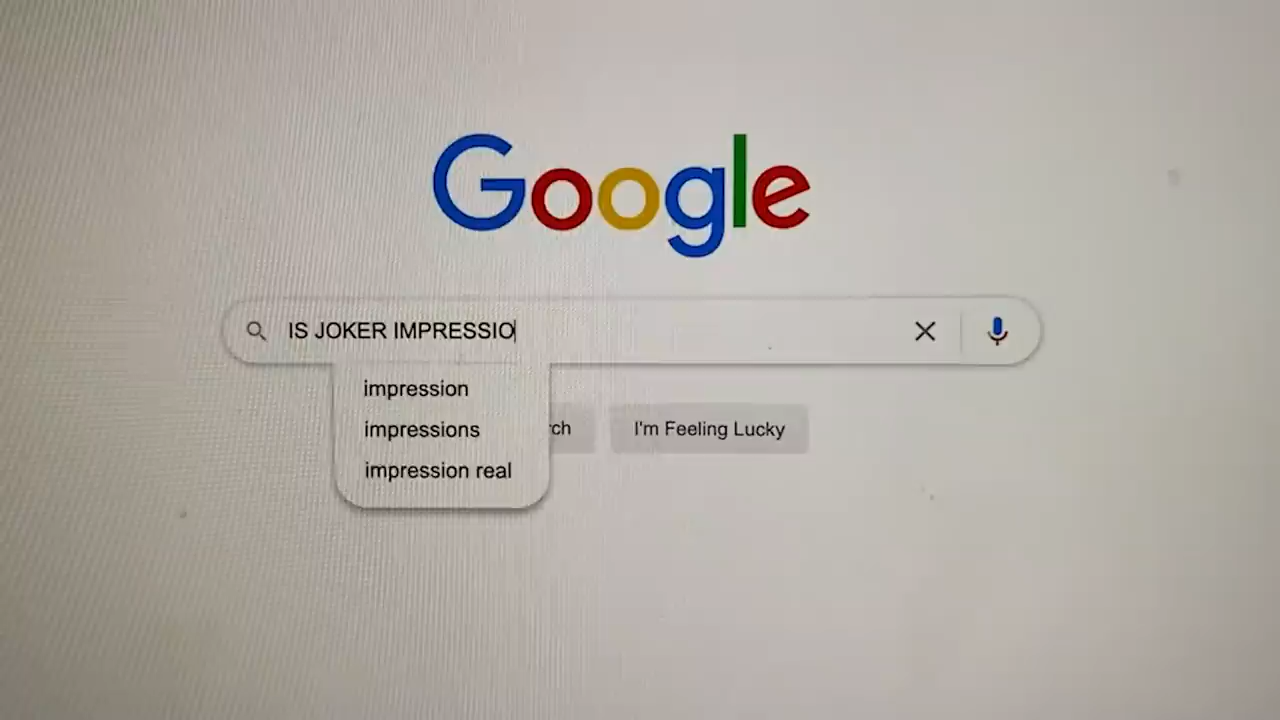 Google
IS JOKER IMPRESSIO
impression
impressions
impression real
rch
I'm Feeling Lucky